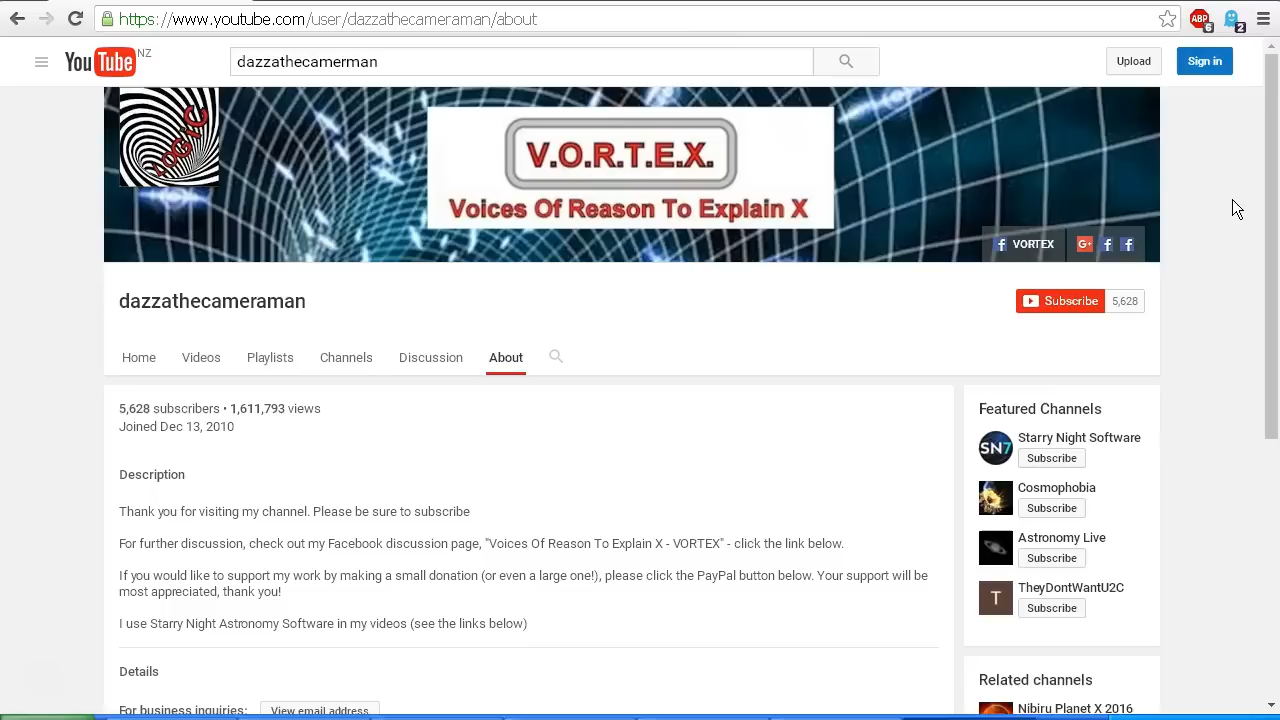 https://www.youtube.com/user/dazzathecameraman/about
ABP 6 2
YouTube NZ
dazzathecamerman
Upload
Sign in
LOGIC
V.O.R.T.E.X.
Voices Of Reason To Explain X
VORTEX
G+
dazzathecameraman
Subscribe 5,628
Home Videos Playlists Channels Discussion About
5,628 subscribers • 1,611,793 views
Joined Dec 13, 2010
Description
Thank you for visiting my channel. Please be sure to subscribe
For further discussion, check out my Facebook discussion page, "Voices Of Reason To Explain X - VORTEX" - click the link below.
If you would like to support my work by making a small donation (or even a large one!), please click the PayPal button below. Your support will be
most appreciated, thank you!
I use Starry Night Astronomy Software in my videos (see the links below)
Details
For business inquiries: View email address
Featured Channels
SN7
Starry Night Software
Subscribe
Cosmophobia
Subscribe
Astronomy Live
Subscribe
T
TheyDontWantU2C
Subscribe
Related channels
Nibiru Planet X 2016